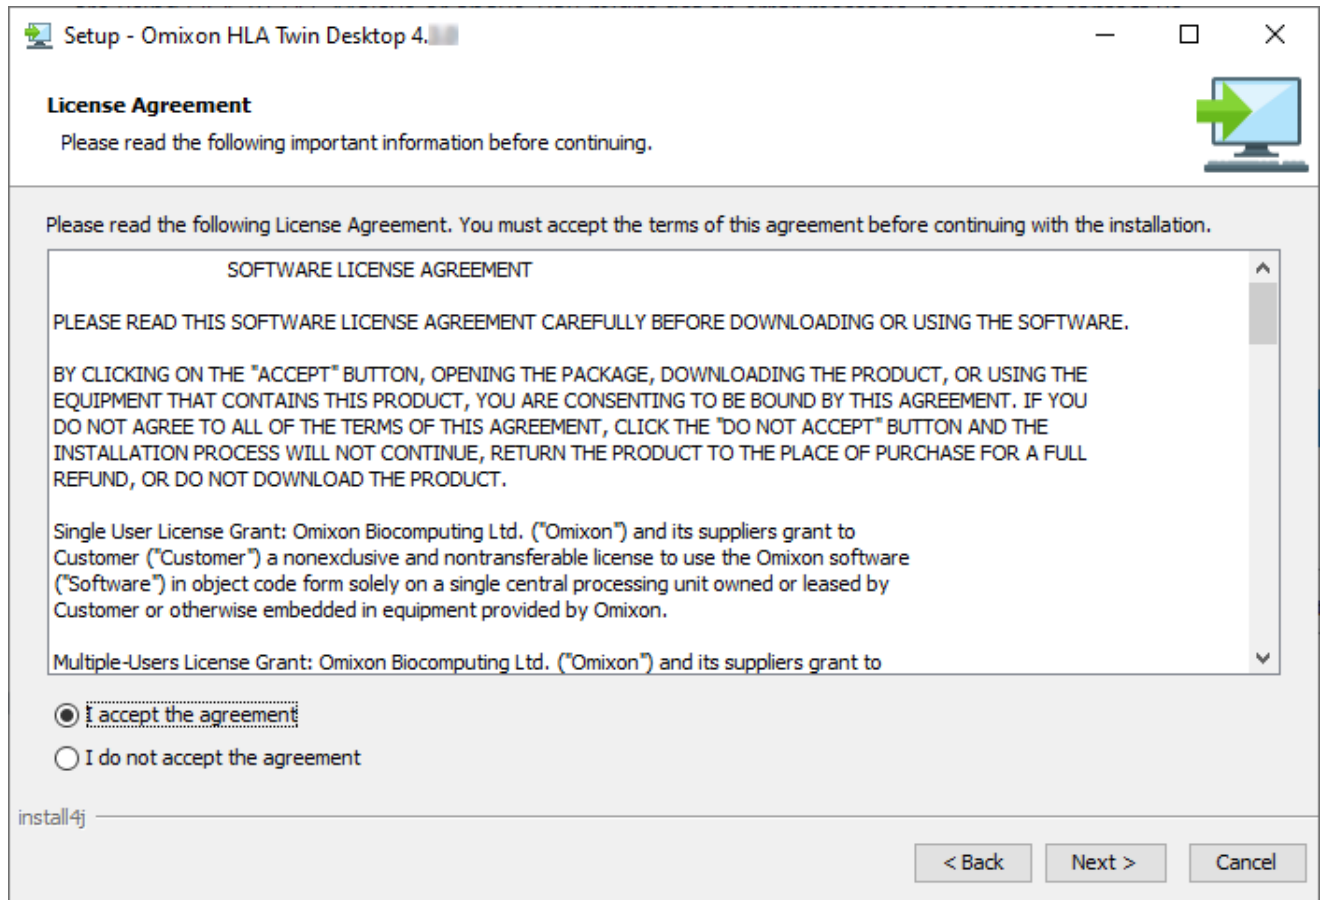 Setup - Omixon HLA Twin Desktop 4.
License Agreement
Please read the following important information before continuing.
Please read the following License Agreement. You must accept the terms of this agreement before continuing with the installation.
SOFTWARE LICENSE AGREEMENT
PLEASE READ THIS SOFTWARE LICENSE AGREEMENT CAREFULLY BEFORE DOWNLOADING OR USING THE SOFTWARE.
BY CLICKING ON THE "ACCEPT" BUTTON, OPENING THE PACKAGE, DOWNLOADING THE PRODUCT, OR USING THE
EQUIPMENT THAT CONTAINS THIS PRODUCT, YOU ARE CONSENTING TO BE BOUND BY THIS AGREEMENT. IF YOU
DO NOT AGREE TO ALL OF THE TERMS OF THIS AGREEMENT, CLICK THE "DO NOT ACCEPT" BUTTON AND THE
INSTALLATION PROCESS WILL NOT CONTINUE, RETURN THE PRODUCT TO THE PLACE OF PURCHASE FOR A FULL
REFUND, OR DO NOT DOWNLOAD THE PRODUCT.
Single User License Grant: Omixon Biocomputing Ltd. ("Omixon") and its suppliers grant to
Customer ("Customer") a nonexclusive and nontransferable license to use the Omixon software
("Software") in object code form solely on a single central processing unit owned or leased by
Customer or otherwise embedded in equipment provided by Omixon.
Multiple-Users License Grant: Omixon Biocomputing Ltd. ("Omixon") and its suppliers grant to
I accept the agreement
I do not accept the agreement
install4j
< Back
Next >
Cancel